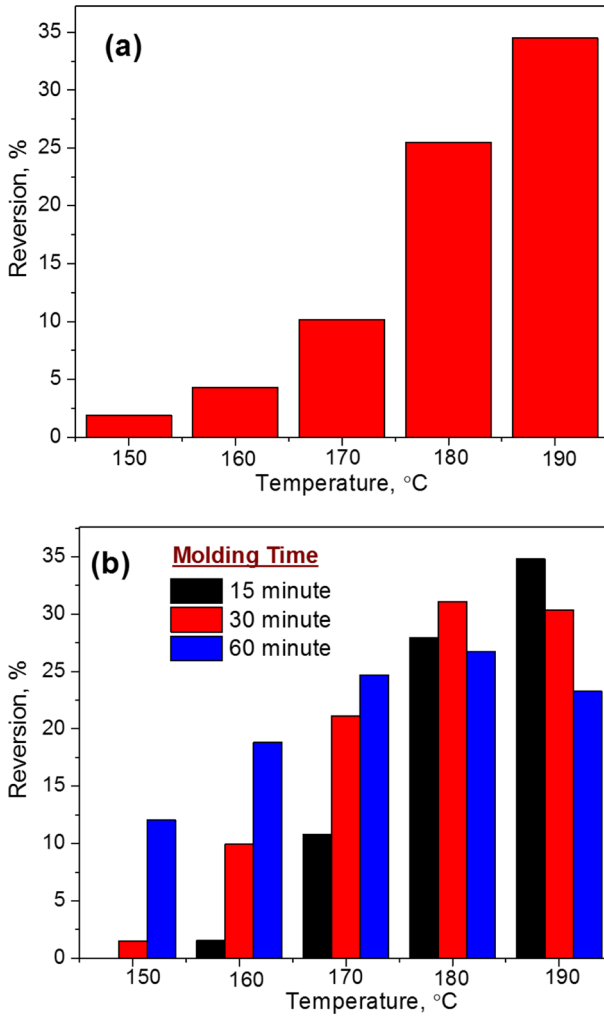 (a)
Reversion, %
35
30
25
20
15
10
5
0
150 160 170 180 190
Temperature, °C
(b)
Molding Time
15 minute
30 minute
60 minute
Reversion, %
35
30
25
20
15
10
5
0
150 160 170 180 190
Temperature, °C